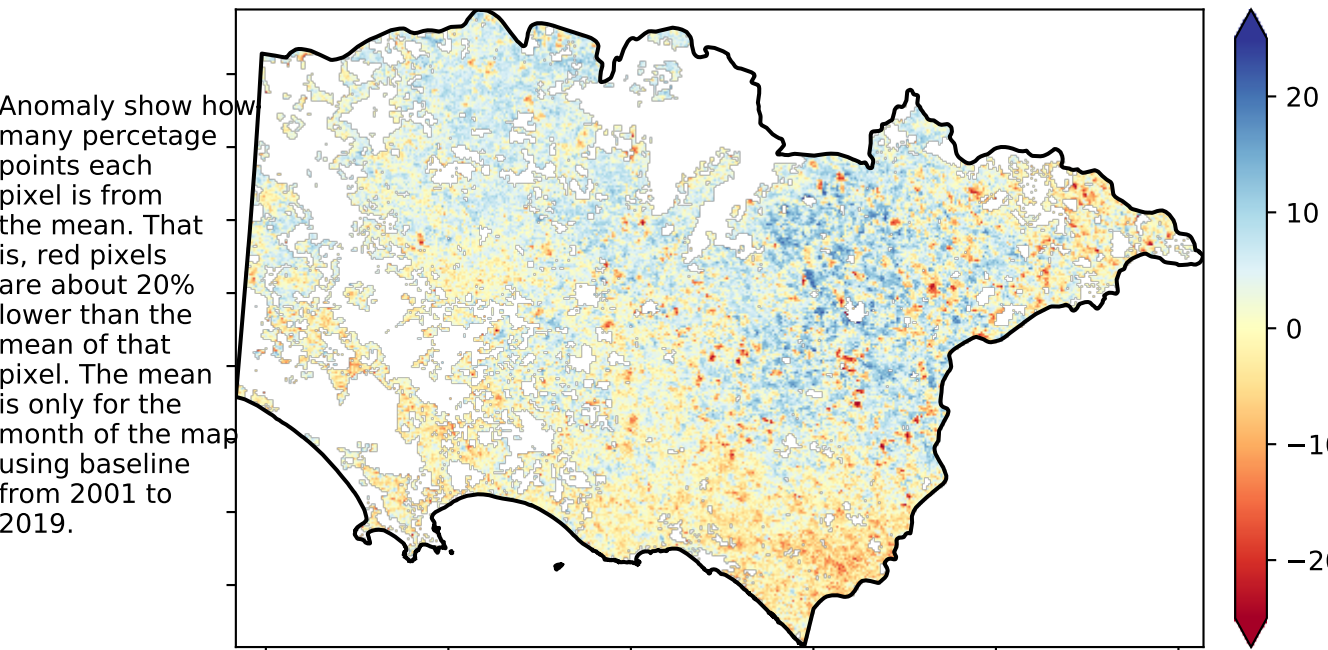 Anomaly show how
many percetage
points each
pixel is from
the mean. That
is, red pixels
are about 20%
lower than the
mean of that
pixel. The mean
is only for the
month of the map
using baseline
from 2001 to
2019.
20
10
0
−10
−20